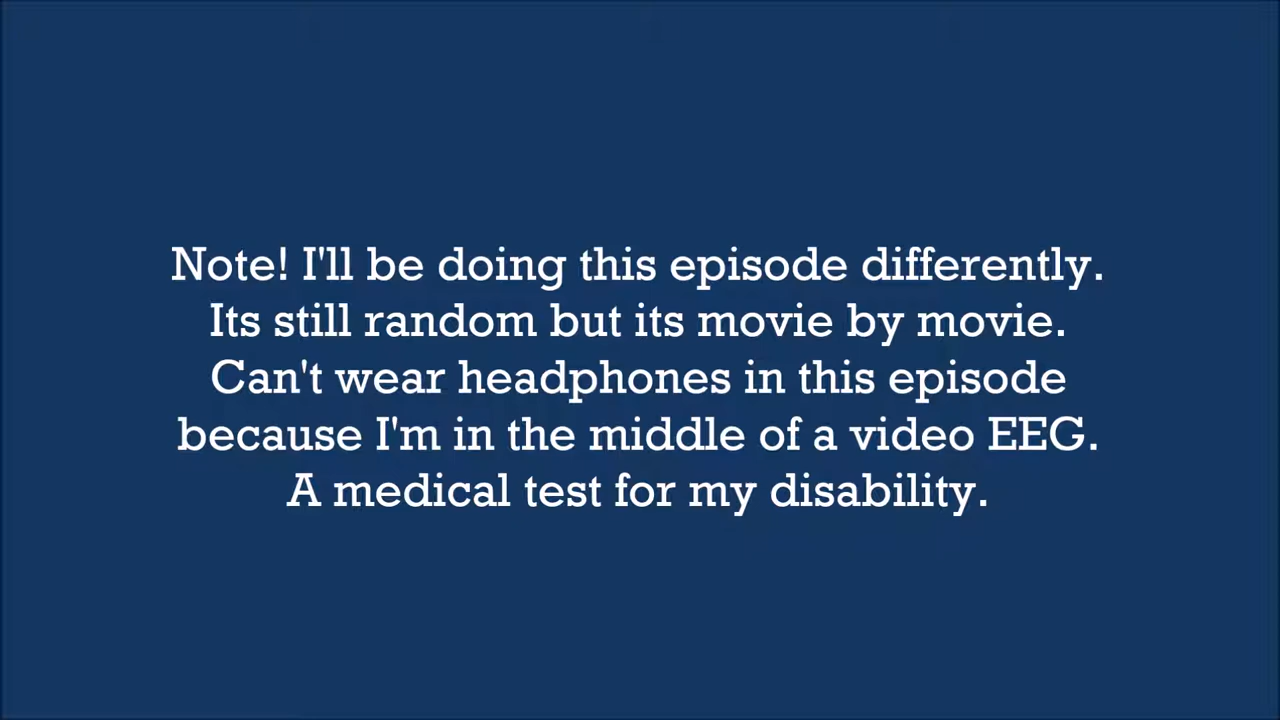 Note! I'll be doing this episode differently.
Its still random but its movie by movie.
Can't wear headphones in this episode
because I'm in the middle of a video EEG.
A medical test for my disability.